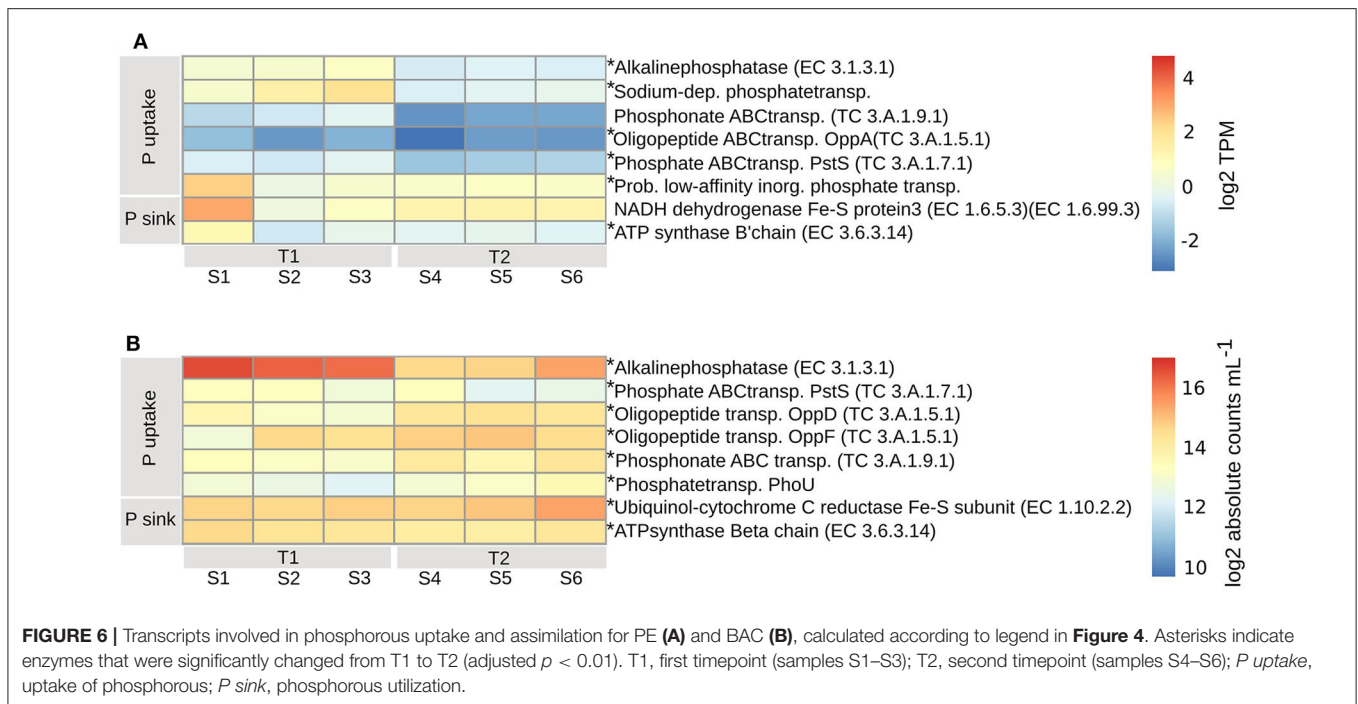 A
P uptake
P sink
*Alkalinephosphatase (EC 3.1.3.1)
*Sodium-dep. phosphatetransp.
Phosphonate ABCtransp. (TC 3.A.1.9.1)
*Oligopeptide ABCtransp. OppA(TC 3.A.1.5.1)
*Phosphate ABCtransp. PstS (TC 3.A.1.7.1)
*Prob. low-affinity inorg. phosphate transp.
NADH dehydrogenase Fe-S protein3 (EC 1.6.5.3)(EC 1.6.99.3)
*ATP synthase B'chain (EC 3.6.3.14)
T1 T2
S1 S2 S3 S4 S5 S6
4
2
0
-2
log2 TPM
B
P uptake
P sink
*Alkalinephosphatase (EC 3.1.3.1)
*Phosphate ABCtransp. PstS (TC 3.A.1.7.1)
*Oligopeptide transp. OppD (TC 3.A.1.5.1)
*Oligopeptide transp. OppF (TC 3.A.1.5.1)
*Phosphonate ABC transp. (TC 3.A.1.9.1)
*Phosphatetransp. PhoU
*Ubiquinol-cytochrome C reductase Fe-S subunit (EC 1.10.2.2)
*ATPsynthase Beta chain (EC 3.6.3.14)
T1 T2
S1 S2 S3 S4 S5 S6
16
14
12
10
log2 absolute counts mL-1
FIGURE 6 | Transcripts involved in phosphorous uptake and assimilation for PE (A) and BAC (B), calculated according to legend in Figure 4. Asterisks indicate
enzymes that were significantly changed from T1 to T2 (adjusted p < 0.01). T1, first timepoint (samples S1–S3); T2, second timepoint (samples S4–S6); P uptake,
uptake of phosphorous; P sink, phosphorous utilization.